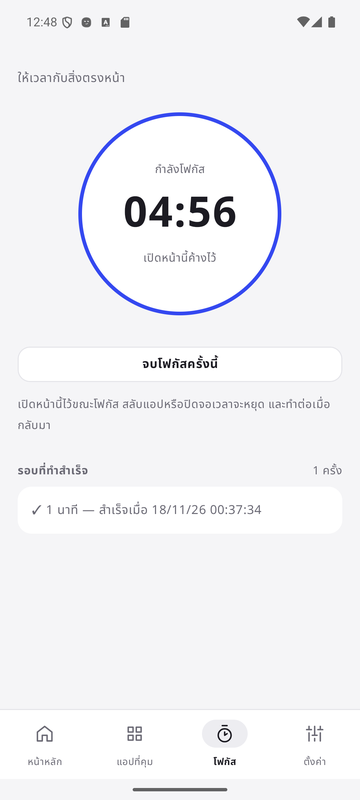 12:48
ให้เวลากับสิ่งตรงหน้า
กำลังโฟกัส
04:56
เปิดหน้านี้ค้างไว้
จบโฟกัสครั้งนี้
เปิดหน้านี้ไว้ขณะโฟกัส สลับแอปหรือปิดจอเวลาจะหยุด และทำต่อเมื่อ
กลับมา
รอบที่ทำสำเร็จ 1 ครั้ง
✓ 1 นาที — สำเร็จเมื่อ 18/11/26 00:37:34
หน้าหลัก แอปที่คุม โฟกัส ตั้งค่า